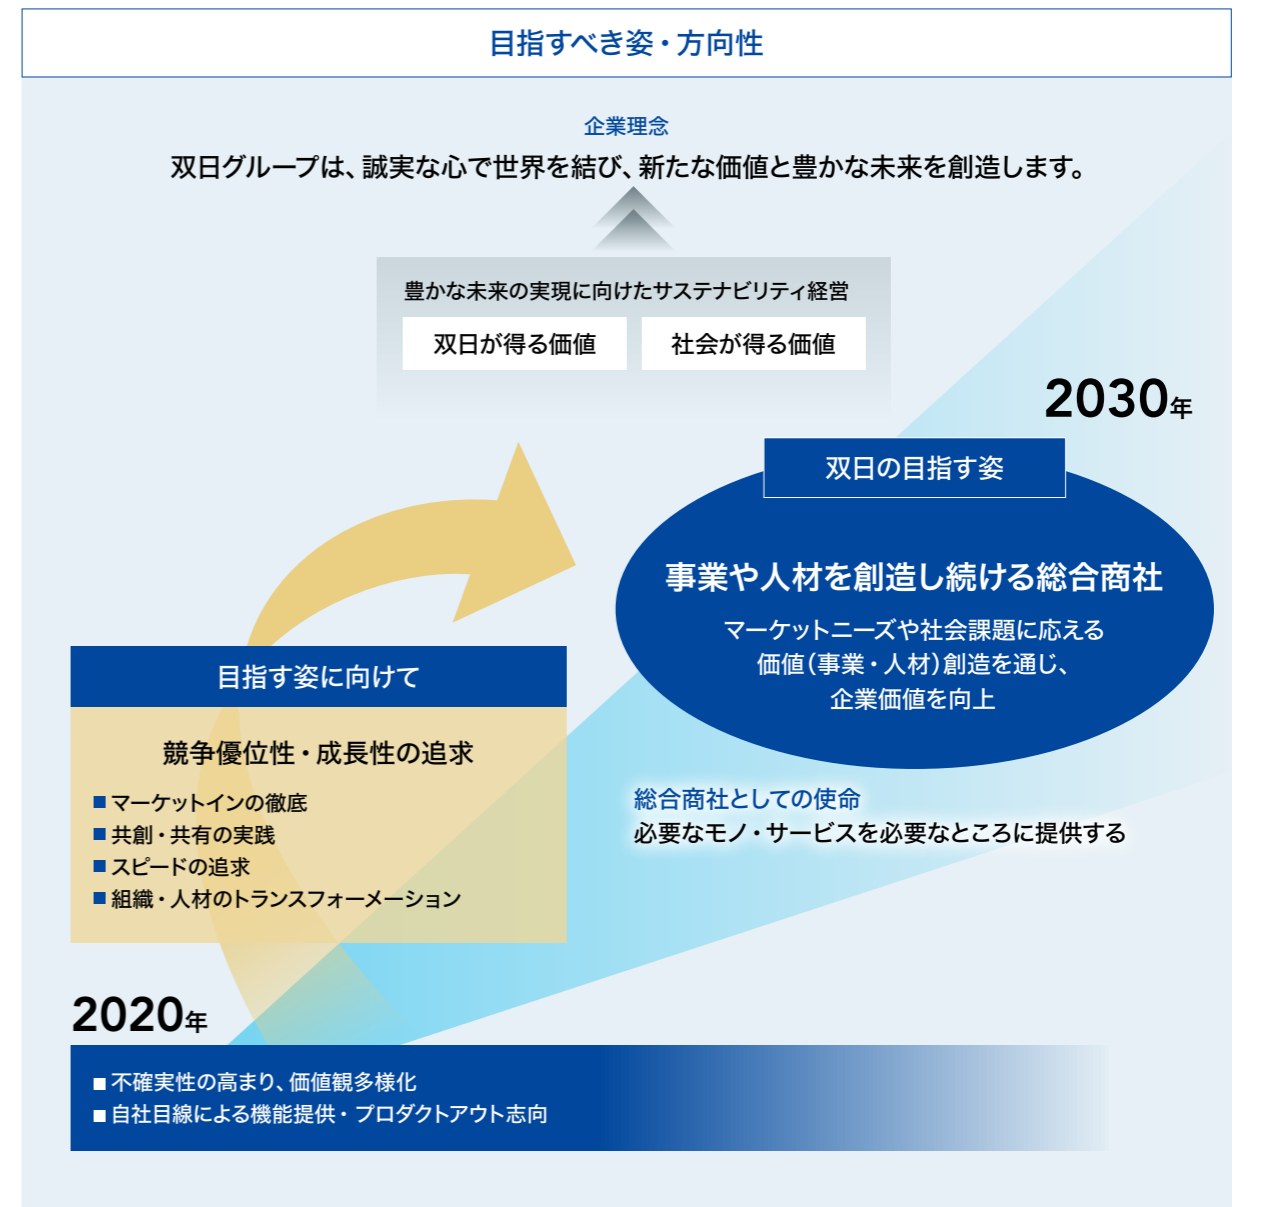 目指すべき姿・方向性
企業理念
双日グループは、誠実な心で世界を結び、新たな価値と豊かな未来を創造します。
豊かな未来の実現に向けたサステナビリティ経営
双日が得る価値
社会が得る価値
2030年
双日の目指す姿
事業や人材を創造し続ける総合商社
マーケットニーズや社会課題に応える
価値（事業・人材）創造を通じ、
企業価値を向上
目指す姿に向けて
競争優位性・成長性の追求
■マーケットインの徹底
■共創・共有の実践
■スピードの追求
■組織・人材のトランスフォーメーション
総合商社としての使命
必要なモノ・サービスを必要なところに提供する
2020年
■不確実性の高まり、価値観多様化
■自社目線による機能提供・プロダクトアウト志向